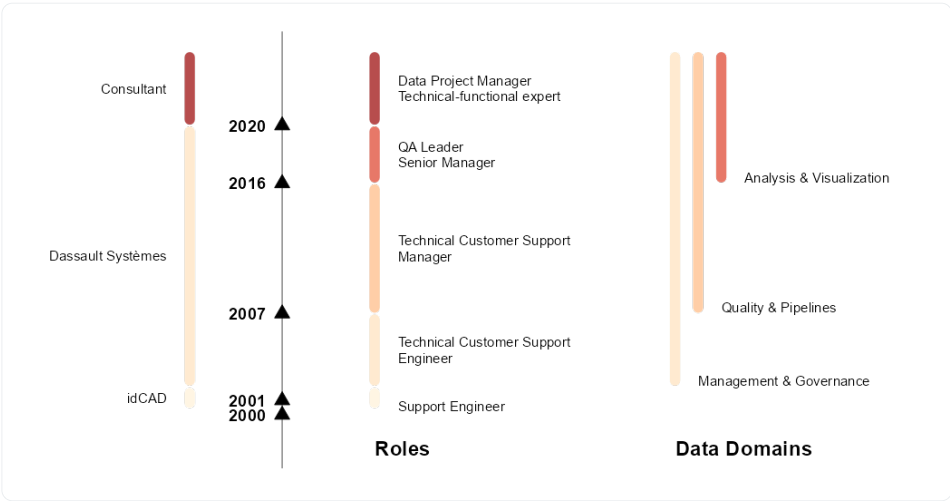 Consultant
Data Project Manager
Technical-functional expert
2020
QA Leader
Senior Manager
2016
Analysis & Visualization
Dassault Systèmes
Technical Customer Support
Manager
2007
Quality & Pipelines
Technical Customer Support
Engineer
Management & Governance
idCAD
2001
Support Engineer
2000
Roles
Data Domains